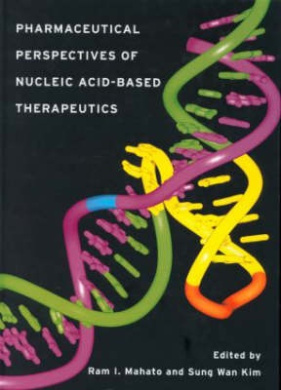 PHARMACEUTICAL
PERSPECTIVES OF
NUCLEIC ACID-BASED
THERAPEUTICS
Edited by
Ram I. Mahato and Sung Wan Kim